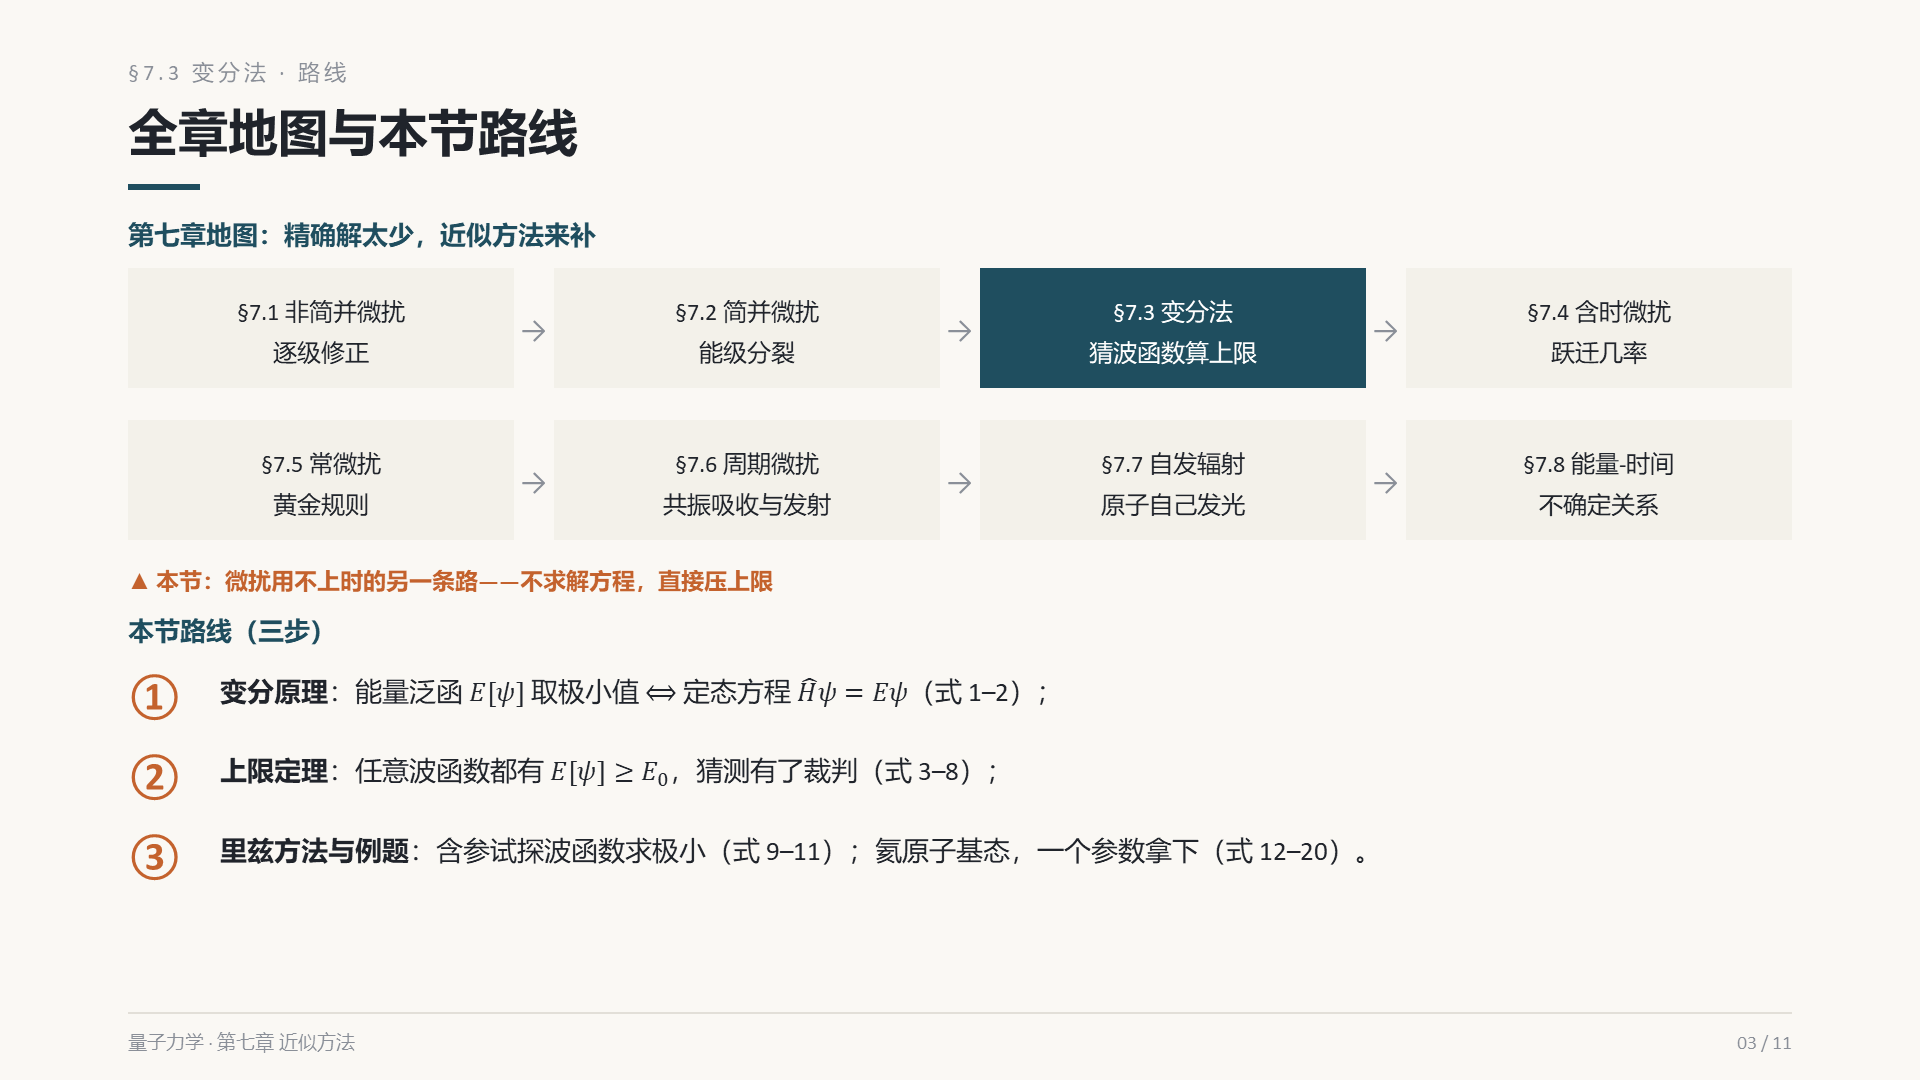 §7.3 变分法 · 路线
全章地图与本节路线
第七章地图：精确解太少，近似方法来补
§7.1 非简并微扰
逐级修正
→
§7.2 简并微扰
能级分裂
→
§7.3 变分法
猜波函数算上限
→
§7.4 含时微扰
跃迁几率
§7.5 常微扰
黄金规则
→
§7.6 周期微扰
共振吸收与发射
→
§7.7 自发辐射
原子自己发光
→
§7.8 能量-时间
不确定关系
▲ 本节：微扰用不上时的另一条路——不求解方程，直接压上限
本节路线（三步）
① 变分原理：能量泛函 E[ψ] 取极小值 ⟺ 定态方程 Ĥψ = Eψ（式 1–2）；
② 上限定理：任意波函数都有 E[ψ] ≥ E₀，猜测有了裁判（式 3–8）；
③ 里兹方法与例题：含参试探波函数求极小（式 9–11）；氦原子基态，一个参数拿下（式 12–20）。
量子力学 · 第七章 近似方法
03 / 11